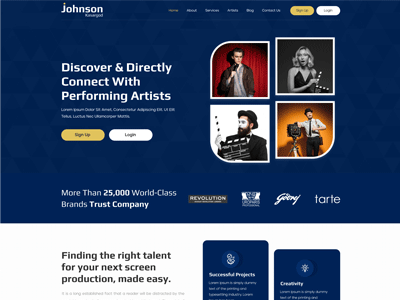 Johnson
Kasargod
Home
About
Services
Artists
Blog
Contact Us
Sign Up
Login
Discover & Directly
Connect With
Performing Artists
Lorem Ipsum Dolor Sit Amet, Consectetur Adipiscing Elit. Ut Elit
Tellus, Luctus Nec Ullamcorper Mattis.
Sign Up
Login
More Than 25,000 World-Class
Brands Trust Company
REVOLUTION
Godrej
tarte
Finding the right talent
for your next screen
production, made easy.
It is a long established fact that a reader will be distracted by the
Successful Projects
Lorem Ipsum is simply
dummy text of the printing
and typesetting industry. Lorem
Creativity
Lorem Ipsum is simply
dummy text of the printing